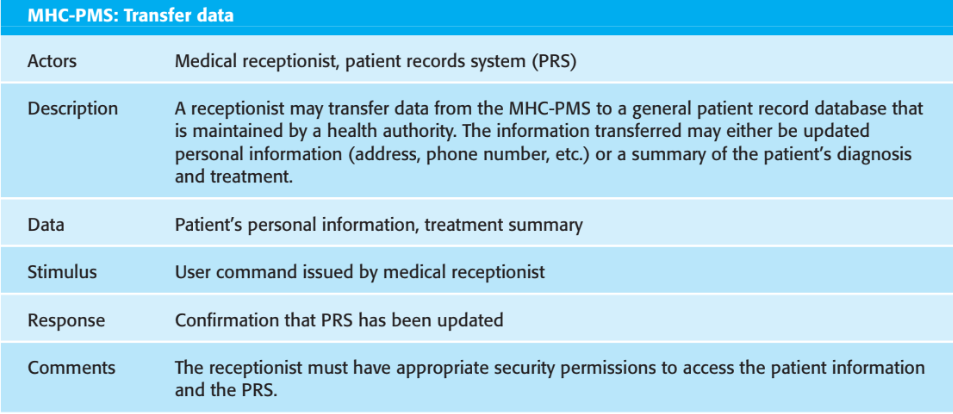 MHC-PMS: Transfer data
Actors Medical receptionist, patient records system (PRS)
Description A receptionist may transfer data from the MHC-PMS to a general patient record database that
is maintained by a health authority. The information transferred may either be updated
personal information (address, phone number, etc.) or a summary of the patient’s diagnosis
and treatment.
Data Patient’s personal information, treatment summary
Stimulus User command issued by medical receptionist
Response Confirmation that PRS has been updated
Comments The receptionist must have appropriate security permissions to access the patient information
and the PRS.